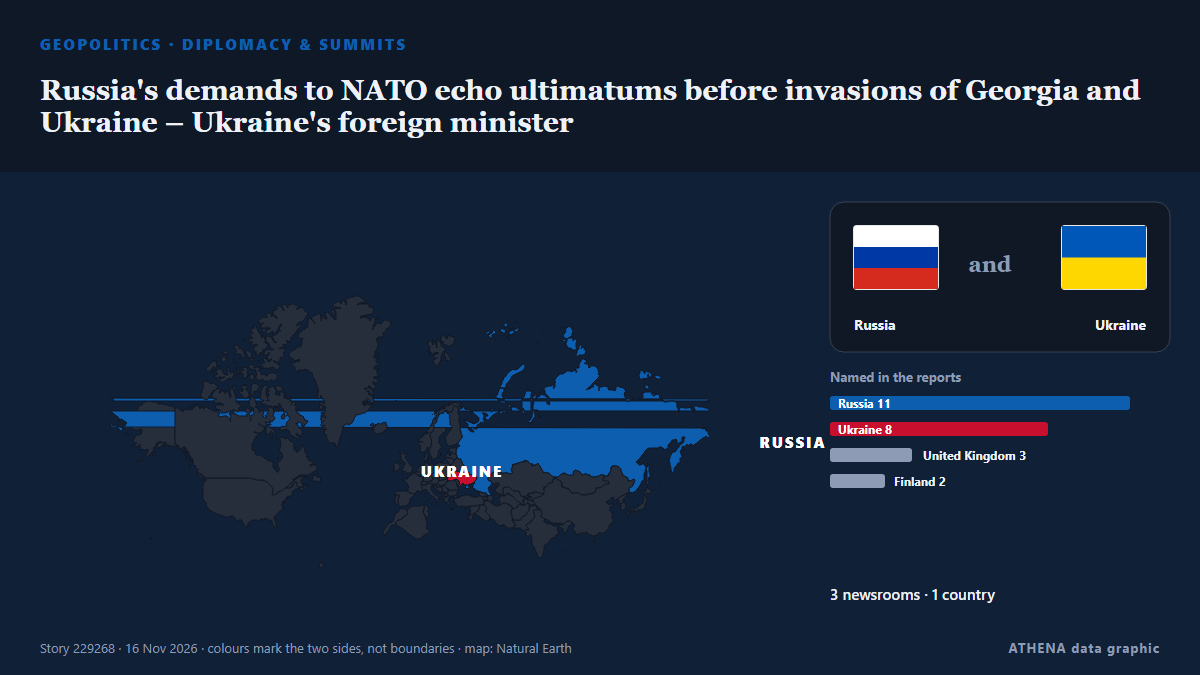 GEOPOLITICS · DIPLOMACY & SUMMITS
Russia's demands to NATO echo ultimatums before invasions of Georgia and
Ukraine – Ukraine's foreign minister
and
Russia
Ukraine
Named in the reports
Russia 11
Ukraine 8
United Kingdom 3
Finland 2
RUSSIA
UKRAINE
3 newsrooms · 1 country
Story 229268 · 16 Nov 2026 · colours mark the two sides, not boundaries · map: Natural Earth
ATHENA data graphic